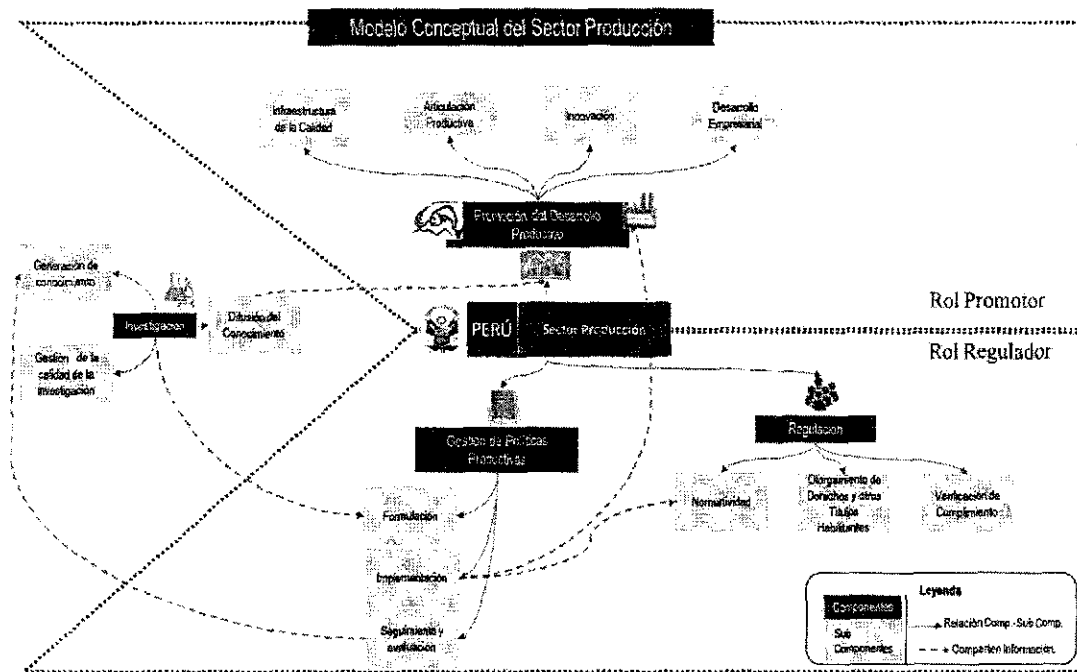 Modelo Conceptual del Sector Producción
Infraestructura
de la Calidad
Articulación
Productiva
Innovación
Desarrollo
Empresarial
Promoción del Desarrollo
Productivo
Generación de
conocimiento
Investigación
Difusión del
Conocimiento
Gestión de la
calidad de la
investigación
PERÚ
Sector Producción
Rol Promotor
Rol Regulador
Gestión de Políticas
Productivas
Regulación
Formulación
Implementación
Seguimiento y
evaluación
Normatividad
Otorgamiento de
Derechos y otros
Títulos
Habilitantes
Verificación de
Cumplimiento
Leyenda
Componentes
Sub
Componentes
Relación Comp.-Sub Comp.
Comparten Información.